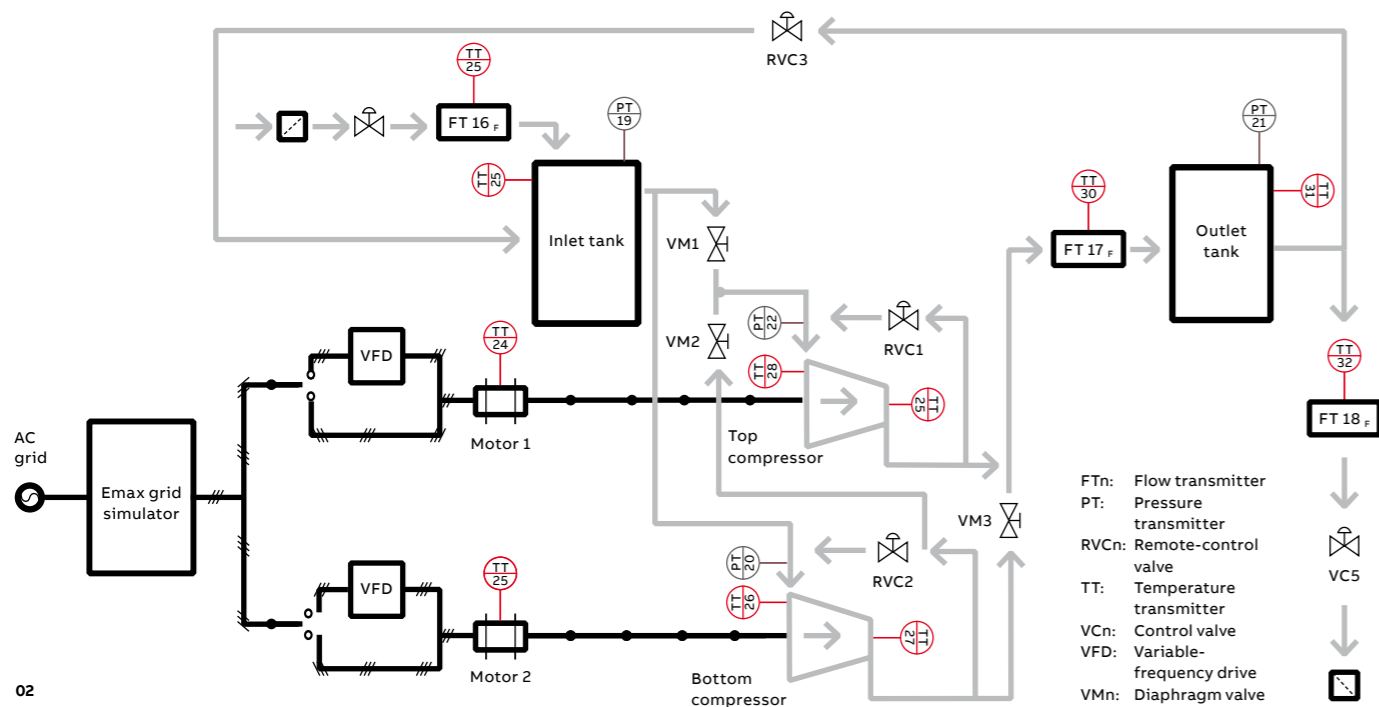 RVC3
TT
25
FT 16 F
PT
19
TT
25
Inlet tank
VM1
VM2
PT
22
RVC1
TT
30
FT 17 F
PT
21
TT
31
Outlet
tank
TT
32
FT 18 F
VC5
VFD
TT
24
Motor 1
TT
28
TT
25
Top
compressor
AC
grid
Emax grid
simulator
VM3
VFD
TT
25
Motor 2
PT
20
RVC2
TT
26
TT
27
Bottom
compressor
FTn: Flow transmitter
PT: Pressure
transmitter
RVCn: Remote-control
valve
TT: Temperature
transmitter
VCn: Control valve
VFD: Variable-
frequency drive
VMn: Diaphragm valve
02